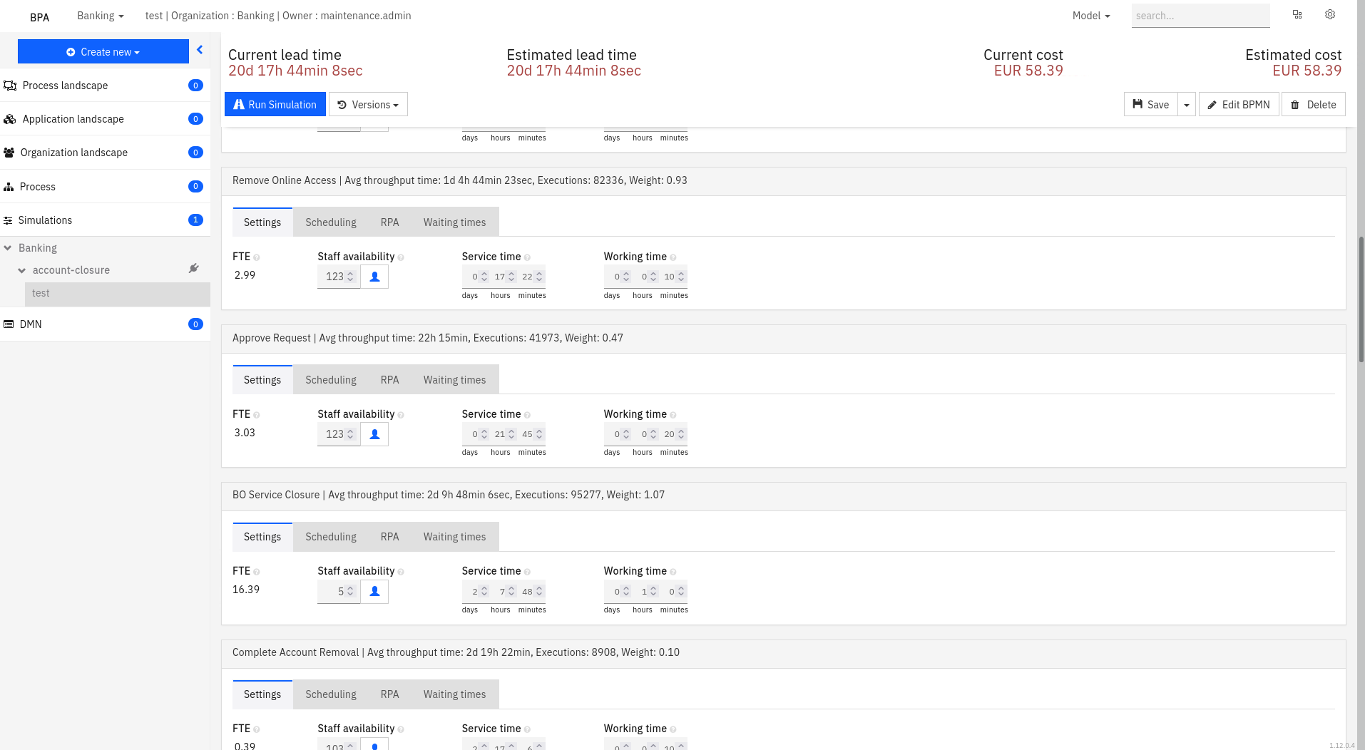 BPA
Banking
test | Organization : Banking | Owner : maintenance.admin
Model
search...
Create new
Process landscape 0
Application landscape 0
Organization landscape 0
Process 0
Simulations 1
Banking
account-closure
test
DMN 0
Current lead time
20d 17h 44min 8sec
Estimated lead time
20d 17h 44min 8sec
Current cost
EUR 58.39
Estimated cost
EUR 58.39
Run Simulation
Versions
Save
Edit BPMN
Delete
days hours minutes
days hours minutes
Remove Online Access | Avg throughput time: 1d 4h 44min 23sec, Executions: 82336, Weight: 0.93
Settings Scheduling RPA Waiting times
FTE Staff availability Service time Working time
2.99 123 0 17 22 0 0 10
days hours minutes days hours minutes
Approve Request | Avg throughput time: 22h 15min, Executions: 41973, Weight: 0.47
Settings Scheduling RPA Waiting times
FTE Staff availability Service time Working time
3.03 123 0 21 45 0 0 20
days hours minutes days hours minutes
BO Service Closure | Avg throughput time: 2d 9h 48min 6sec, Executions: 95277, Weight: 1.07
Settings Scheduling RPA Waiting times
FTE Staff availability Service time Working time
16.39 5 2 7 48 0 1 0
days hours minutes days hours minutes
Complete Account Removal | Avg throughput time: 2d 19h 22min, Executions: 8908, Weight: 0.10
Settings Scheduling RPA Waiting times
FTE Staff availability Service time Working time
0.39 103 2 17 6 0 0 10
1.12.0.4